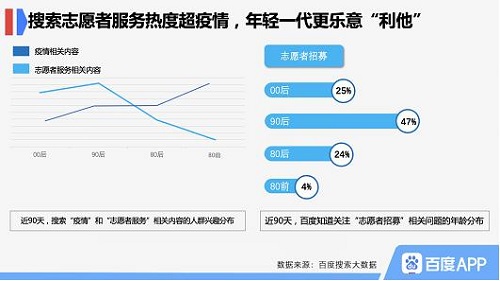 搜索志愿者服务热度超疫情，年轻一代更乐意“利他”
疫情相关内容
志愿者服务相关内容
00后
90后
80后
80前
近90天，搜索“疫情”和“志愿者服务”相关内容的人群兴趣分布
志愿者招募
00后
25%
90后
47%
80后
24%
80前
4%
近90天，百度知道关注“志愿者招募”相关问题的年龄分布
数据来源：百度搜索大数据
百度APP